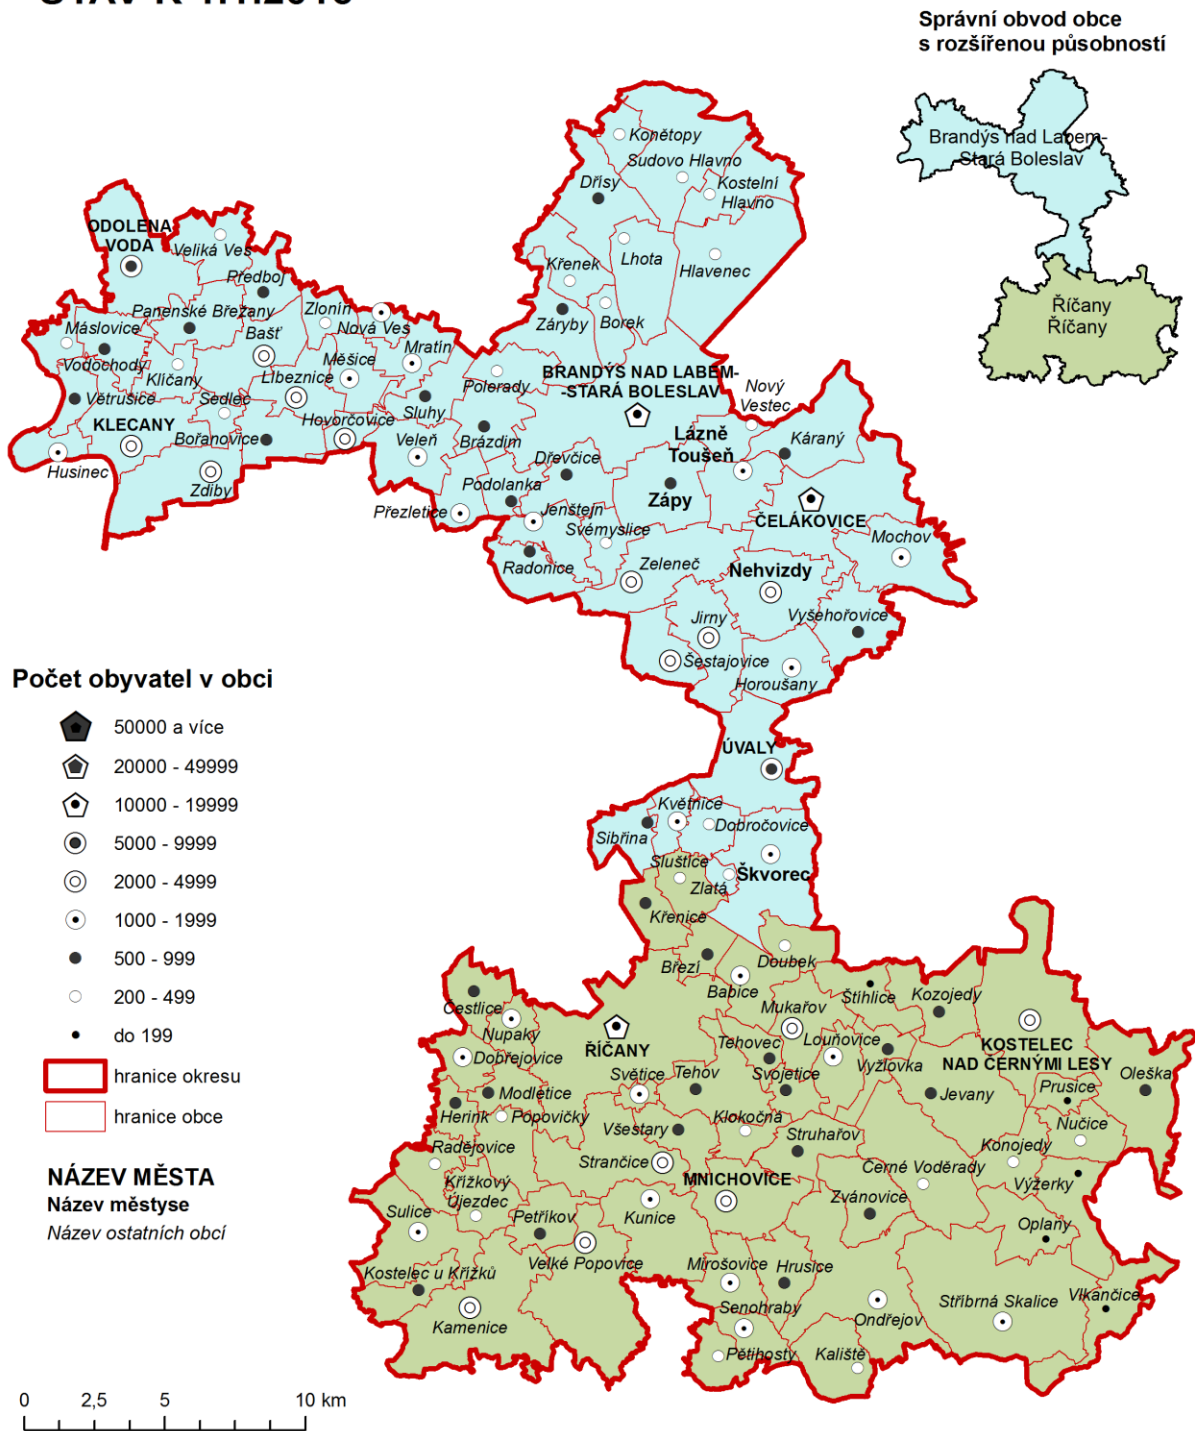 Správní obvod obce
s rozšířenou působností
Brandýs nad Labem-
Stará Boleslav
Říčany
Říčany
Konětopy
Sudovo Hlavno
Dřísy
Kostelní
Hlavno
ODOLENA
VODA
Veliká Ves
Lhota
Hlavenec
Křenek
Předboj
Panenské Břežany
Zlonín
Nová Ves
Záryby
Borek
Máslovice
Bašť
Mratín
Vodochody
Klíčany
Měšice
Líbeznice
Polerady
BRANDÝS NAD LABEM-
-STARÁ BOLESLAV
Nový
Vestec
Větrušice
Sedlec
Sluhy
Hovorčovice
KLECANY
Bořanovice
Veleň
Brázdim
Lázně
Toušeň
Káraný
Husinec
Zdiby
Dřevčice
Podolanka
Zápy
Přezletice
Jenštejn
ČELÁKOVICE
Svémyslice
Mochov
Radonice
Zeleneč
Nehvizdy
Jirny
Vyšehořovice
Šestajovice
Horoušany
Počet obyvatel v obci
50000 a více
20000 - 49999
10000 - 19999
5000 - 9999
2000 - 4999
1000 - 1999
500 - 999
200 - 499
do 199
hranice okresu
hranice obce
NÁZEV MĚSTA
Název městyse
Název ostatních obcí
ÚVALY
Květnice
Sibřina
Dobročovice
Sluštice
Zlatá
Škvorec
Křenice
Březí
Doubek
Babice
Štíhlice
Kozojedy
Čestlice
Nupaky
Mukařov
ŘÍČANY
Tehovec
Louňovice
KOSTELEC
NAD ČERNÝMI LESY
Dobřejovice
Světice
Tehov
Svojetice
Vyžlovka
Oleška
Modletice
Jevany
Prusice
Herink
Popovičky
Klokočná
Všestary
Struhařov
Nučice
Konojedy
Radějovice
Strančice
Křížkový
Újezdec
MNICHOVICE
Černé Voděrady
Výžerky
Sulice
Petříkov
Kunice
Zvánovice
Oplany
Velké Popovice
Kostelec u Křížků
Mirošovice
Hrusice
Kamenice
Senohraby
Ondřejov
Stříbrná Skalice
Vlkančice
Pětihosty
Kaliště
0 2,5 5 10 km